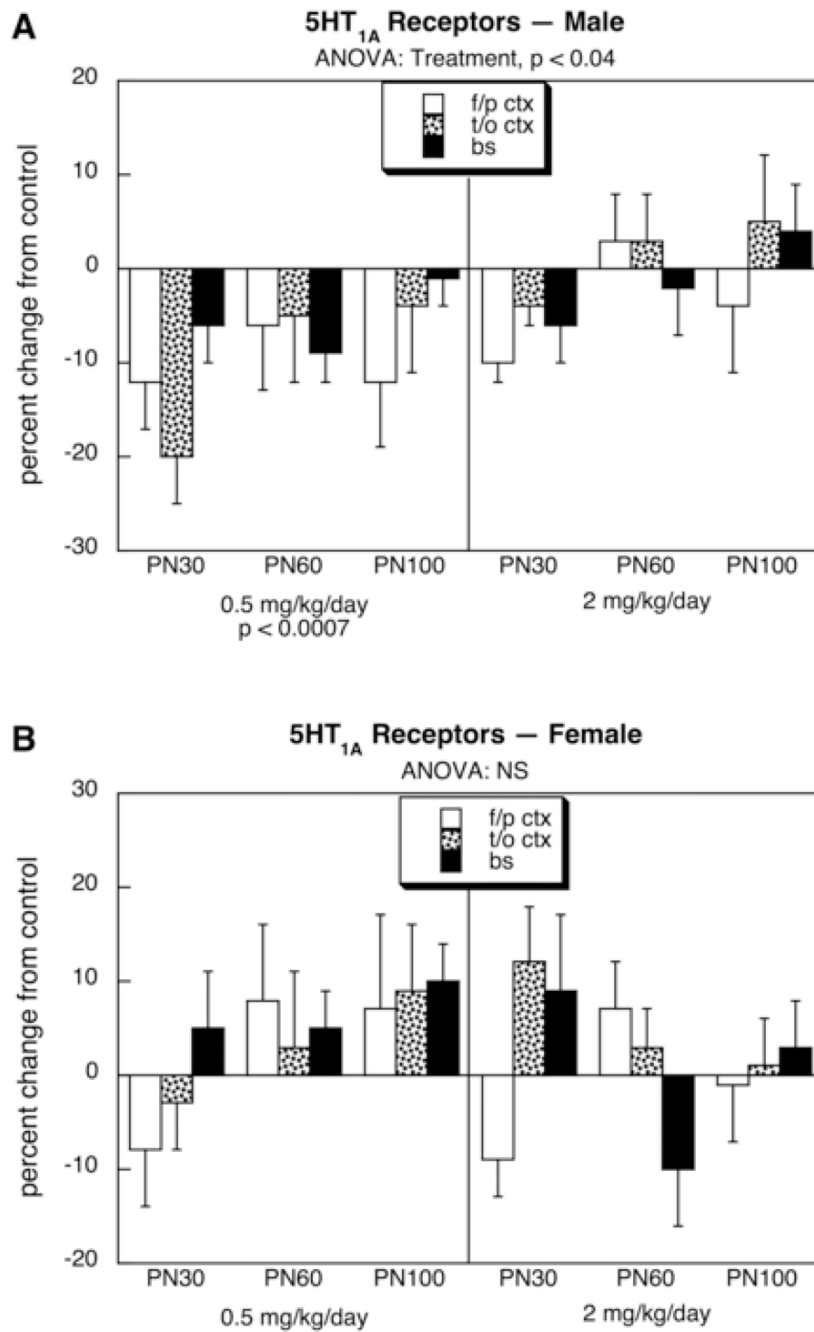 A
5HT1A Receptors — Male
ANOVA: Treatment, p < 0.04
percent change from control
20
10
0
-10
-20
-30
f/p ctx
t/o ctx
bs
PN30 PN60 PN100 PN30 PN60 PN100
0.5 mg/kg/day 2 mg/kg/day
p < 0.0007
B
5HT1A Receptors — Female
ANOVA: NS
percent change from control
30
20
10
0
-10
-20
f/p ctx
t/o ctx
bs
PN30 PN60 PN100 PN30 PN60 PN100
0.5 mg/kg/day 2 mg/kg/day